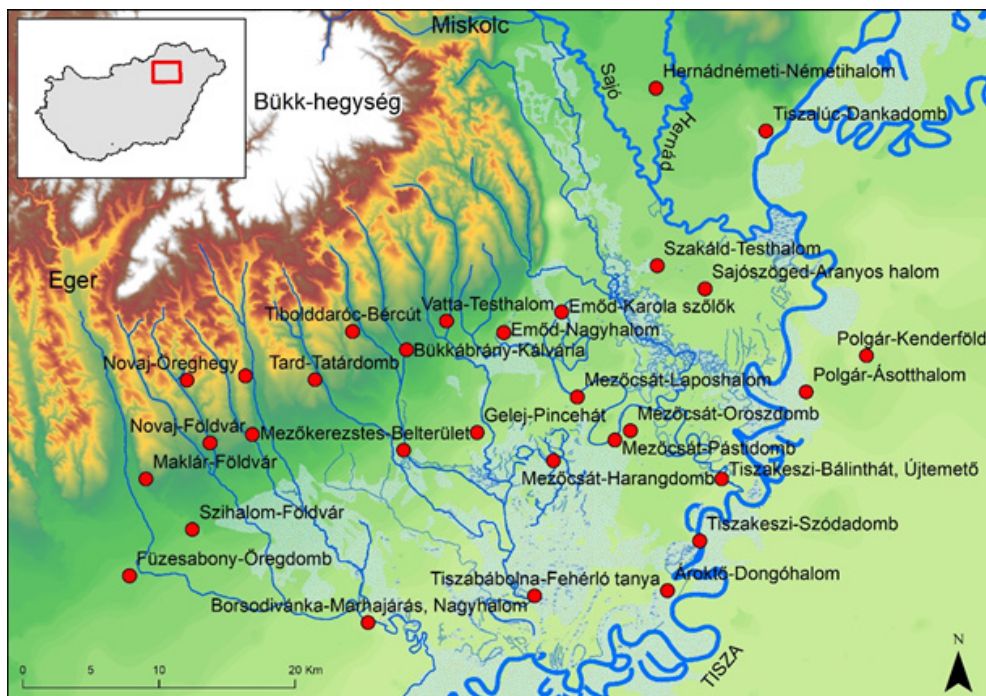 Miskolc
Sajó
Hernád
Hernádnémeti-Németihalom
Tiszalúc-Dankadomb
Bükk-hegység
Eger
Szakáld-Testhalom
Sajószöged-Aranyos halom
Tibolddaróc-Bércút
Vatta-Testhalom
Emőd-Karola szőlők
Emőd-Nagyhalom
Bükkábrány-Kálvária
Polgár-Kenderföld
Novaj-Öreghegy
Tard-Tatárdomb
Mezőcsát-Laposhalom
Polgár-Ásotthalom
Gelej-Pincehát
Mezőcsát-Oroszdomb
Novaj-Földvár
Mezőkerezstes-Belterület
Mezőcsát-Pástidomb
Maklár-Földvár
Mezőcsát-Harangdomb
Tiszakeszi-Bálinthát, Újtemető
Szihalom-Földvár
Tiszakeszi-Szódadomb
Füzesabony-Öregdomb
Tiszabábolna-Fehérló tanya
Ároktő-Dongóhalom
Borsodivánka-Marhajárás, Nagyhalom
TISZA
N
0 5 10 20 Km